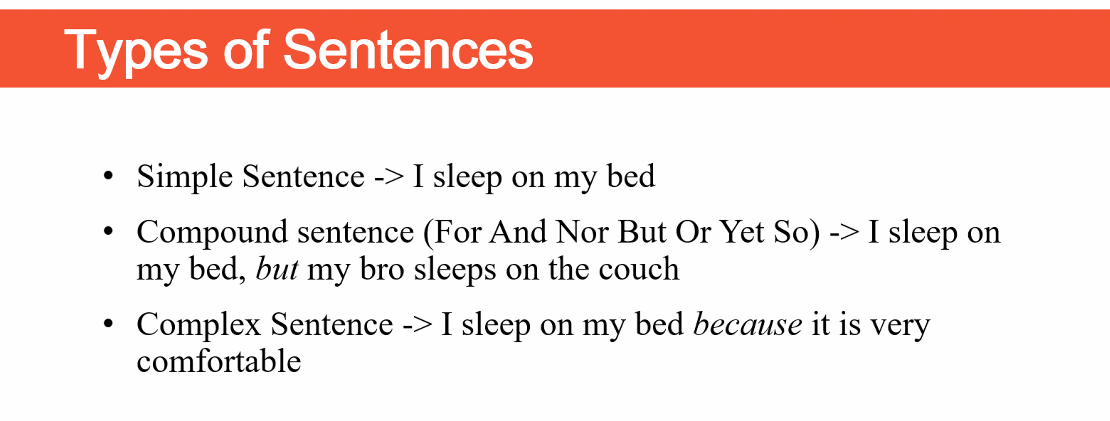 Types of Sentences
• Simple Sentence -> I sleep on my bed
• Compound sentence (For And Nor But Or Yet So) -> I sleep on
my bed, but my bro sleeps on the couch
• Complex Sentence -> I sleep on my bed because it is very
comfortable